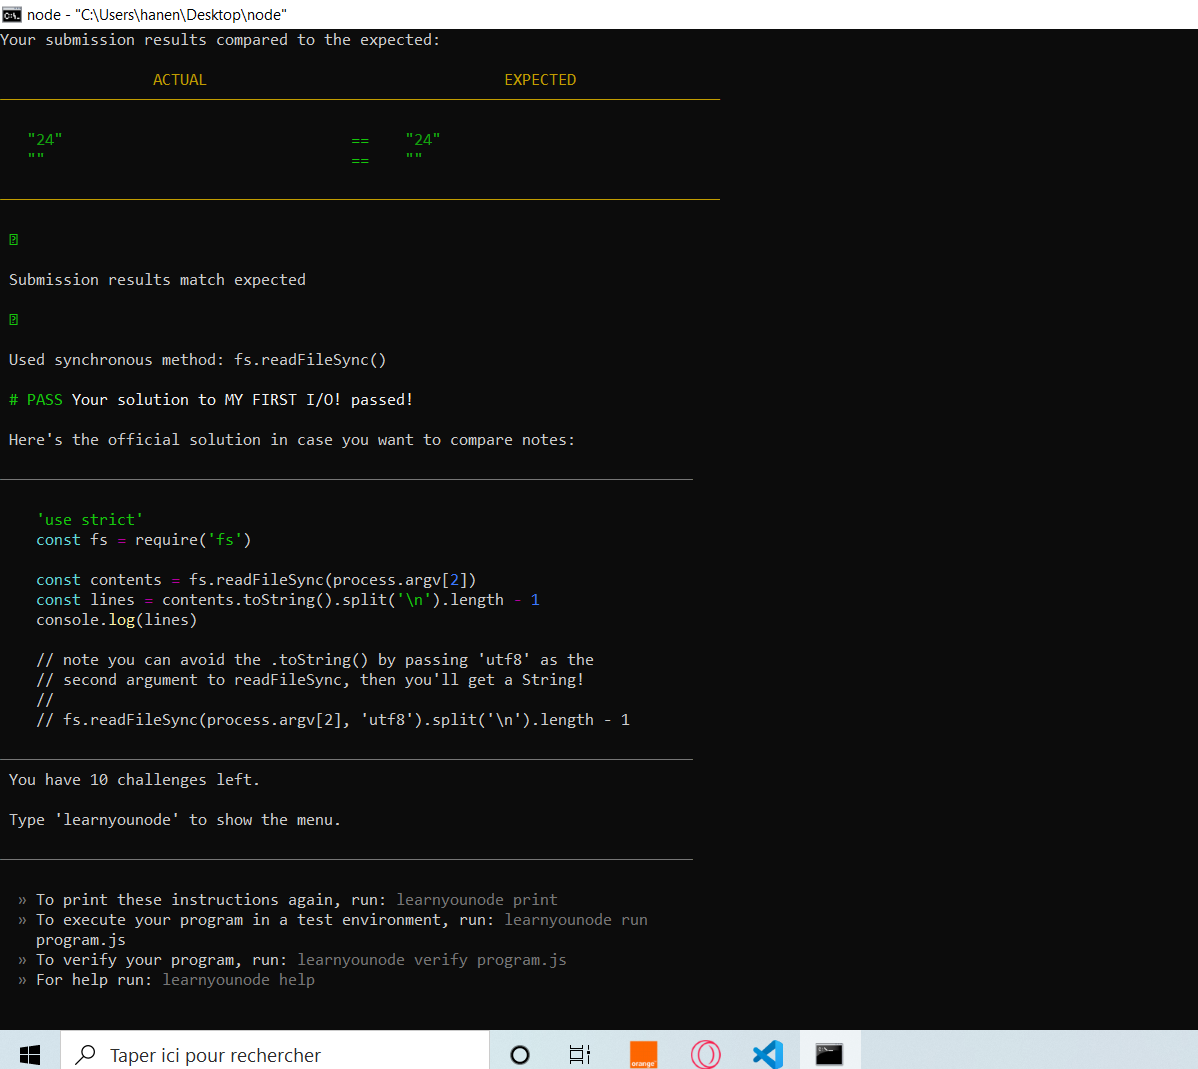 node - "C:\Users\hanen\Desktop\node"
Your submission results compared to the expected:
ACTUAL EXPECTED
"24" == "24"
"" == ""
Submission results match expected
Used synchronous method: fs.readFileSync()
# PASS Your solution to MY FIRST I/O! passed!
Here's the official solution in case you want to compare notes:
'use strict'
const fs = require('fs')
const contents = fs.readFileSync(process.argv[2])
const lines = contents.toString().split('\n').length - 1
console.log(lines)
// note you can avoid the .toString() by passing 'utf8' as the
// second argument to readFileSync, then you'll get a String!
//
// fs.readFileSync(process.argv[2], 'utf8').split('\n').length - 1
You have 10 challenges left.
Type 'learnyounode' to show the menu.
» To print these instructions again, run: learnyounode print
» To execute your program in a test environment, run: learnyounode run
program.js
» To verify your program, run: learnyounode verify program.js
» For help run: learnyounode help
Taper ici pour rechercher
orange